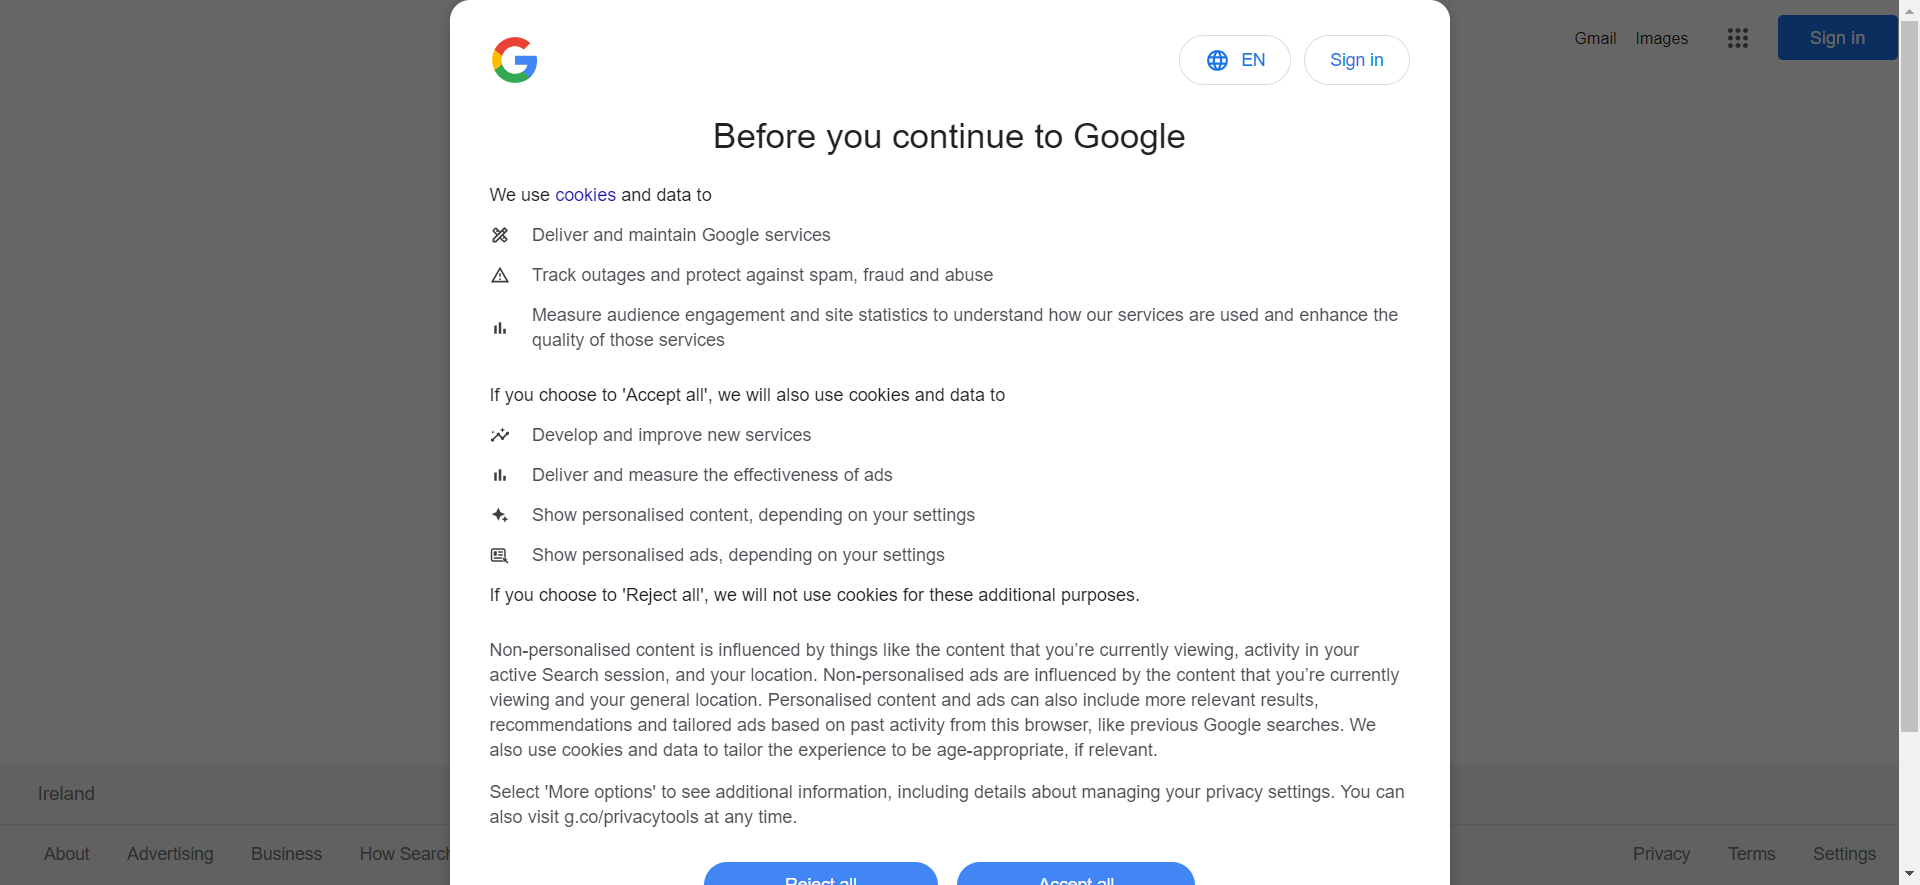 Gmail Images Sign in
EN Sign in
Before you continue to Google
We use cookies and data to
Deliver and maintain Google services
Track outages and protect against spam, fraud and abuse
Measure audience engagement and site statistics to understand how our services are used and enhance the
quality of those services
If you choose to 'Accept all', we will also use cookies and data to
Develop and improve new services
Deliver and measure the effectiveness of ads
Show personalised content, depending on your settings
Show personalised ads, depending on your settings
If you choose to 'Reject all', we will not use cookies for these additional purposes.
Non-personalised content is influenced by things like the content that you’re currently viewing, activity in your
active Search session, and your location. Non-personalised ads are influenced by the content that you’re currently
viewing and your general location. Personalised content and ads can also include more relevant results,
recommendations and tailored ads based on past activity from this browser, like previous Google searches. We
also use cookies and data to tailor the experience to be age-appropriate, if relevant.
Select 'More options' to see additional information, including details about managing your privacy settings. You can
also visit g.co/privacytools at any time.
Reject all Accept all
Ireland
About Advertising Business How Search
Privacy Terms Settings